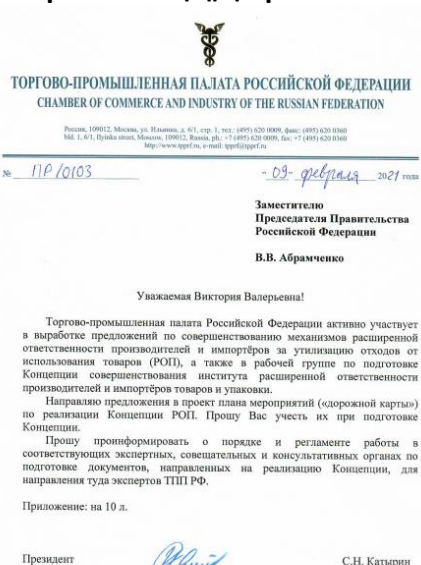 ТОРГОВО-ПРОМЫШЛЕННАЯ ПАЛАТА РОССИЙСКОЙ ФЕДЕРАЦИИ
CHAMBER OF COMMERCE AND INDUSTRY OF THE RUSSIAN FEDERATION
Россия, 109012, Москва, ул. Ильинка, д. 6/1, стр. 1, тел.: (495) 620 0009, факс: (495) 620 0360
bld. 1, 6/1, Ilyinka street, Moscow, 109012, Russia, ph.: +7 (495) 620 0009, fax: +7 (495) 620 0360
http://www.tpprf.ru, e-mail: tpprf@tpprf.ru
№ ПР/0103 - 09- февраля 2021 года
Заместителю
Председателя Правительства
Российской Федерации
В.В. Абрамченко
Уважаемая Виктория Валерьевна!
Торгово-промышленная палата Российской Федерации активно участвует
в выработке предложений по совершенствованию механизмов расширенной
ответственности производителей и импортёров за утилизацию отходов от
использования товаров (РОП), а также в рабочей группе по подготовке
Концепции совершенствования института расширенной ответственности
производителей и импортёров товаров и упаковки.
Направляю предложения в проект плана мероприятий («дорожной карты»)
по реализации Концепции РОП. Прошу Вас учесть их при подготовке
Концепции.
Прошу проинформировать о порядке и регламенте работы в
соответствующих экспертных, совещательных и консультативных органах по
подготовке документов, направленных на реализацию Концепции, для
направления туда экспертов ТПП РФ.
Приложение: на 10 л.
Президент С.Н. Катырин